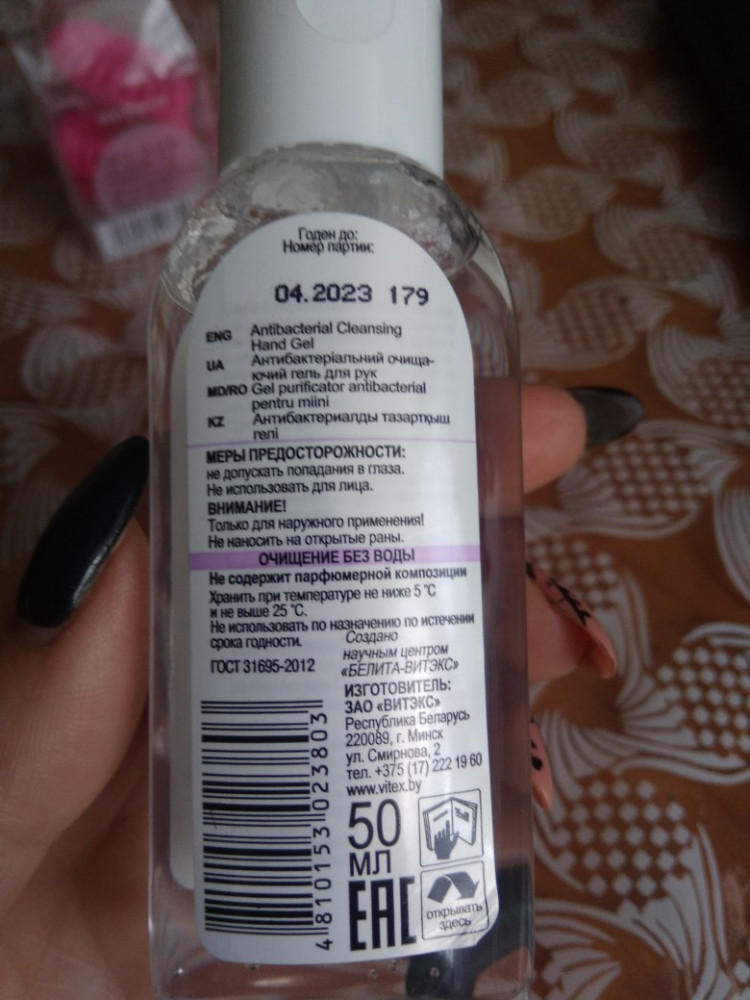 Годен до:
Номер партии:
04.2023 179
ENG Antibacterial Cleansing
Hand Gel
UA Антибактеріальний очища-
ючий гель для рук
MD/RO Gel purificator antibacterial
pentru miini
KZ Антибактериалды тазартқыш
гелі
МЕРЫ ПРЕДОСТОРОЖНОСТИ:
не допускать попадания в глаза.
Не использовать для лица.
ВНИМАНИЕ!
Только для наружного применения!
Не наносить на открытые раны.
ОЧИЩЕНИЕ БЕЗ ВОДЫ
Не содержит парфюмерной композиции
Хранить при температуре не ниже 5 °С
и не выше 25 °С.
Не использовать по назначению по истечении
срока годности.
ГОСТ 31695-2012
Создано
научным центром
«БЕЛИТА-ВИТЭКС»
ИЗГОТОВИТЕЛЬ:
ЗАО «ВИТЭКС»
Республика Беларусь
220089, г. Минск
ул. Смирнова, 2
тел. +375 (17) 222 19 60
www.vitex.by
50
МЛ
EAC
открывать
здесь
4 810153 023803